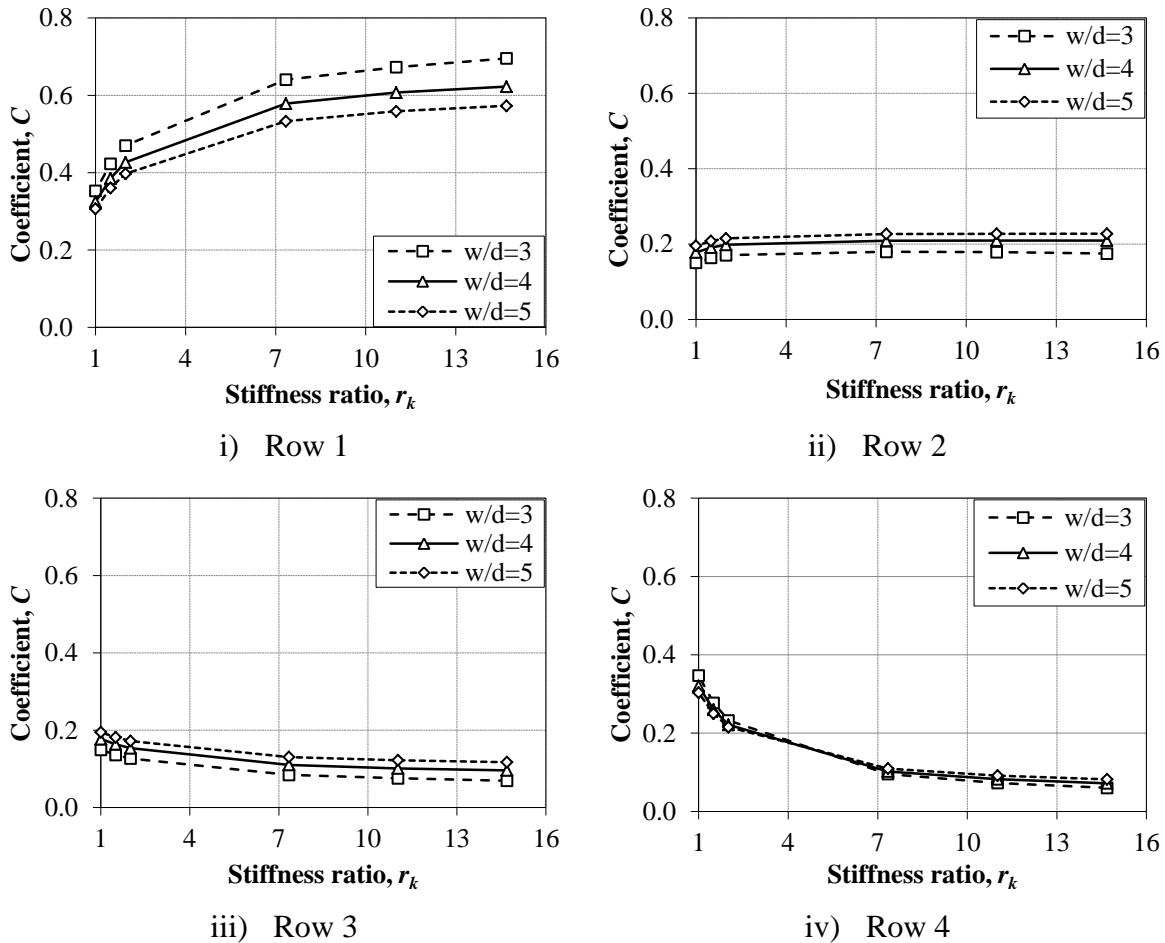 0.8
0.6
0.4
0.2
0.0
Coefficient, C
w/d=3
w/d=4
w/d=5
1 4 7 10 13 16
Stiffness ratio, rk
i) Row 1
0.8
0.6
0.4
0.2
0.0
Coefficient, C
w/d=3
w/d=4
w/d=5
1 4 7 10 13 16
Stiffness ratio, rk
ii) Row 2
0.8
0.6
0.4
0.2
0.0
Coefficient, C
w/d=3
w/d=4
w/d=5
1 4 7 10 13 16
Stiffness ratio, rk
iii) Row 3
0.8
0.6
0.4
0.2
0.0
Coefficient, C
w/d=3
w/d=4
w/d=5
1 4 7 10 13 16
Stiffness ratio, rk
iv) Row 4